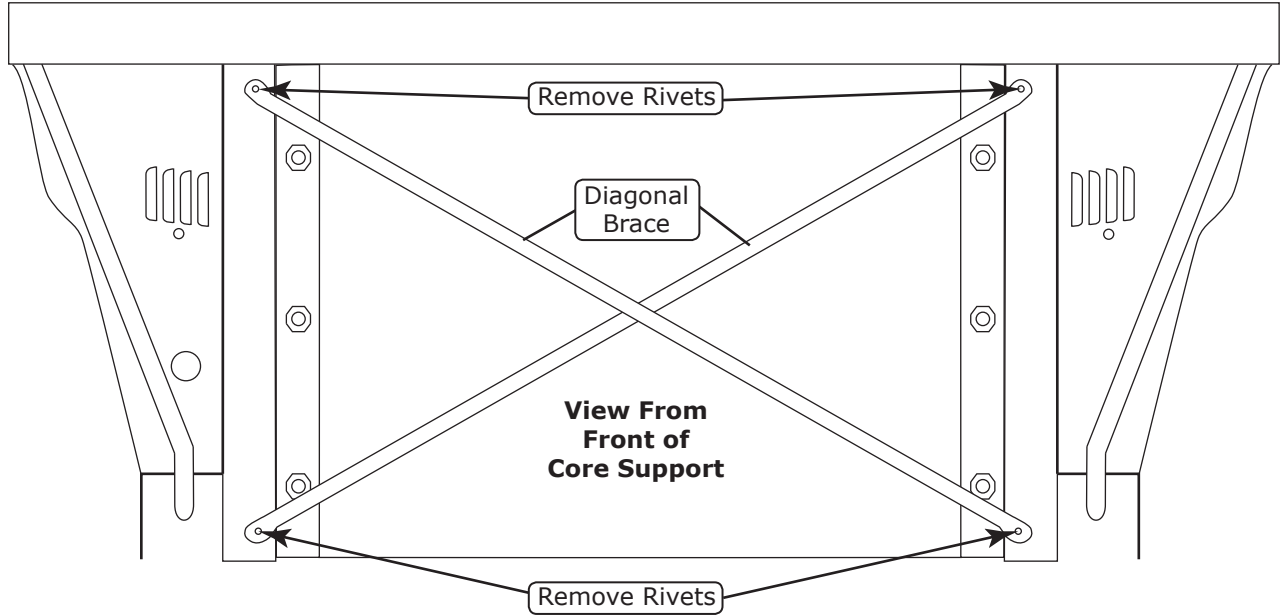 Remove Rivets
Diagonal
Brace
View From
Front of
Core Support
Remove Rivets